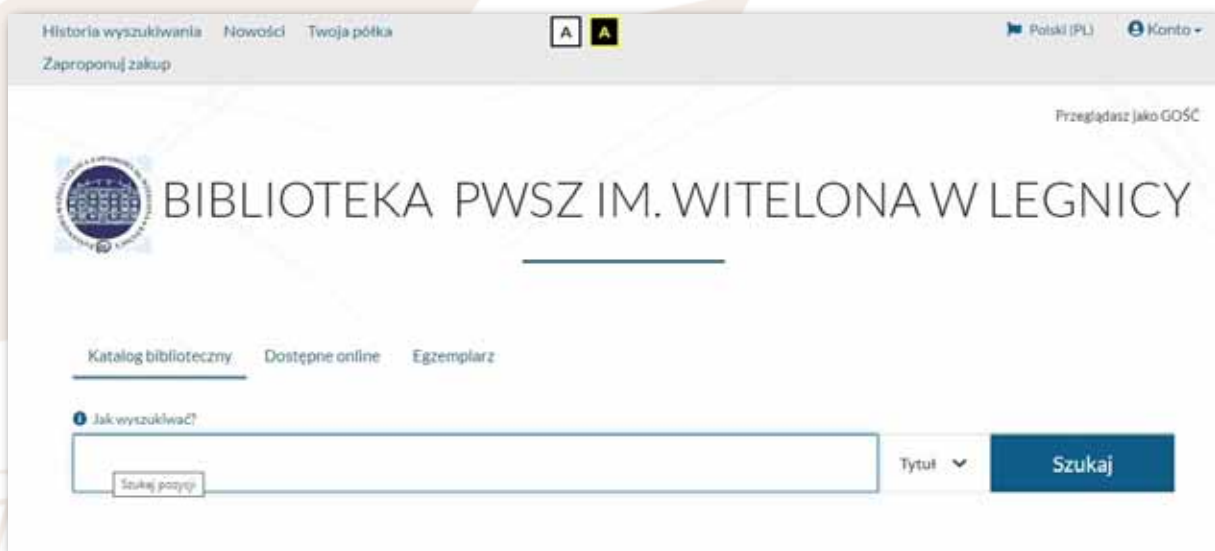 Historia wyszukiwania Nowości Twoja półka A A Polski (PL) Konto
Zaproponuj zakup
Przeglądasz jako GOŚĆ
BIBLIOTEKA PWSZ IM. WITELONA W LEGNICY
Katalog biblioteczny Dostępne online Egzemplarz
Jak wyszukiwać?
Tytuł Szukaj
Szukaj pozycji